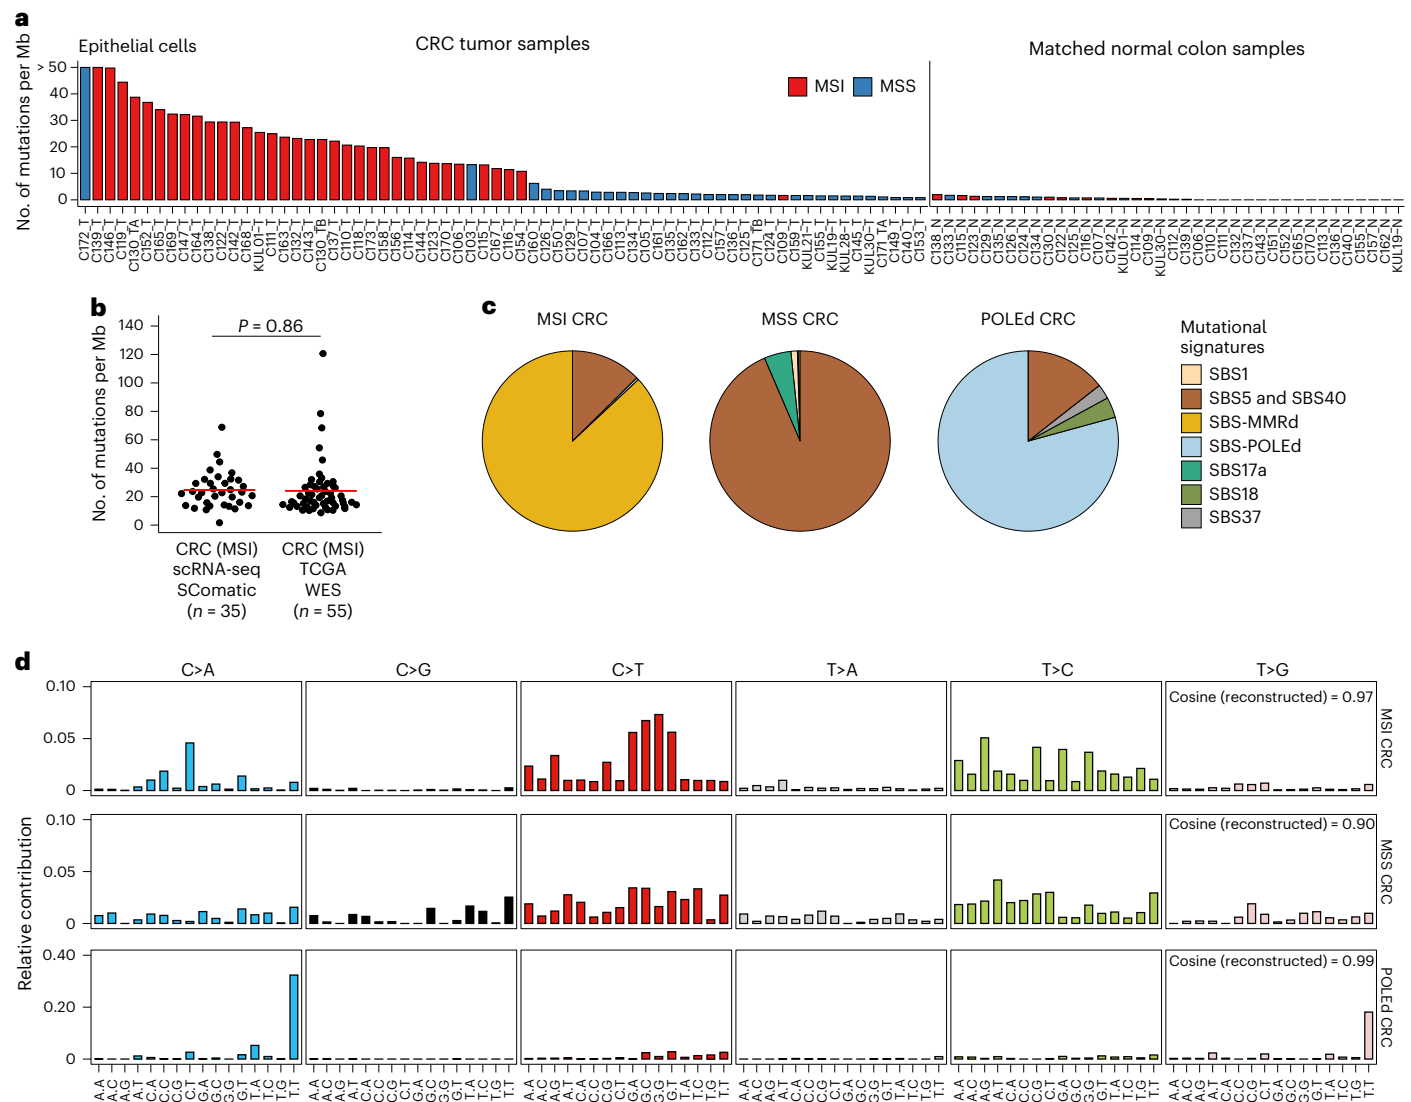 a
Epithelial cells
CRC tumor samples
Matched normal colon samples
No. of mutations per Mb
> 50
40
30
20
10
0
MSI
MSS
C172_T
C139_T
C146_T
C119_T
C130_TA
C152_T
C165_T
C169_T
C147_T
C164_T
C138_T
C122_T
C142_T
C168_T
KUL01-T
C111_T
C163_T
C132_T
C143_T
C130_TB
C137_T
C110_T
C118_T
C173_T
C158_T
C156_T
C114_T
C144_T
C123_T
C170_T
C106_T
C103_T
C115_T
C167_T
C116_T
C154_T
C160_T
C126_T
C150_T
C129_T
C107_T
C104_T
C166_T
C113_T
C134_T
C105_T
C161_T
C135_T
C162_T
C133_T
C112_T
C157_T
C136_T
C125_T
C171_TB
C124_T
C109_T
C159_T
KUL21-T
C155_T
KUL19-T
KUL28-T
C145_T
KUL30-T
C171_TA
C149_T
C140_T
C153_T
C138_N
C133_N
C115_N
C123_N
C129_N
C135_N
C126_N
C124_N
C134_N
C130_N
C122_N
C125_N
C116_N
C107_N
C142_N
KUL01-N
C114_N
C109_N
KUL30-N
C112_N
C139_N
C106_N
C110_N
C111_N
C132_N
C137_N
C143_N
C151_N
C152_N
C165_N
C170_N
C113_N
C136_N
C140_N
C155_N
C157_N
C162_N
KUL19-N
b
No. of mutations per Mb
140
120
100
80
60
40
20
0
P = 0.86
CRC (MSI)
scRNA-seq
SComatic
(n = 35)
CRC (MSI)
TCGA
WES
(n = 55)
c
MSI CRC
MSS CRC
POLEd CRC
Mutational
signatures
SBS1
SBS5 and SBS40
SBS-MMRd
SBS-POLEd
SBS17a
SBS18
SBS37
d
C>A
C>G
C>T
T>A
T>C
T>G
Relative contribution
0.10
0.05
0
Cosine (reconstructed) = 0.97
MSI CRC
0.10
0.05
0
Cosine (reconstructed) = 0.90
MSS CRC
0.40
0.20
0
Cosine (reconstructed) = 0.99
POLEd CRC
A.A A.C A.G A.T C.A C.C C.G C.T G.A G.C G.G G.T T.A T.C T.G T.T
A.A A.C A.G A.T C.A C.C C.G C.T G.A G.C G.G G.T T.A T.C T.G T.T
A.A A.C A.G A.T C.A C.C C.G C.T G.A G.C G.G G.T T.A T.C T.G T.T
A.A A.C A.G A.T C.A C.C C.G C.T G.A G.C G.G G.T T.A T.C T.G T.T
A.A A.C A.G A.T C.A C.C C.G C.T G.A G.C G.G G.T T.A T.C T.G T.T
A.A A.C A.G A.T C.A C.C C.G C.T G.A G.C G.G G.T T.A T.C T.G T.T